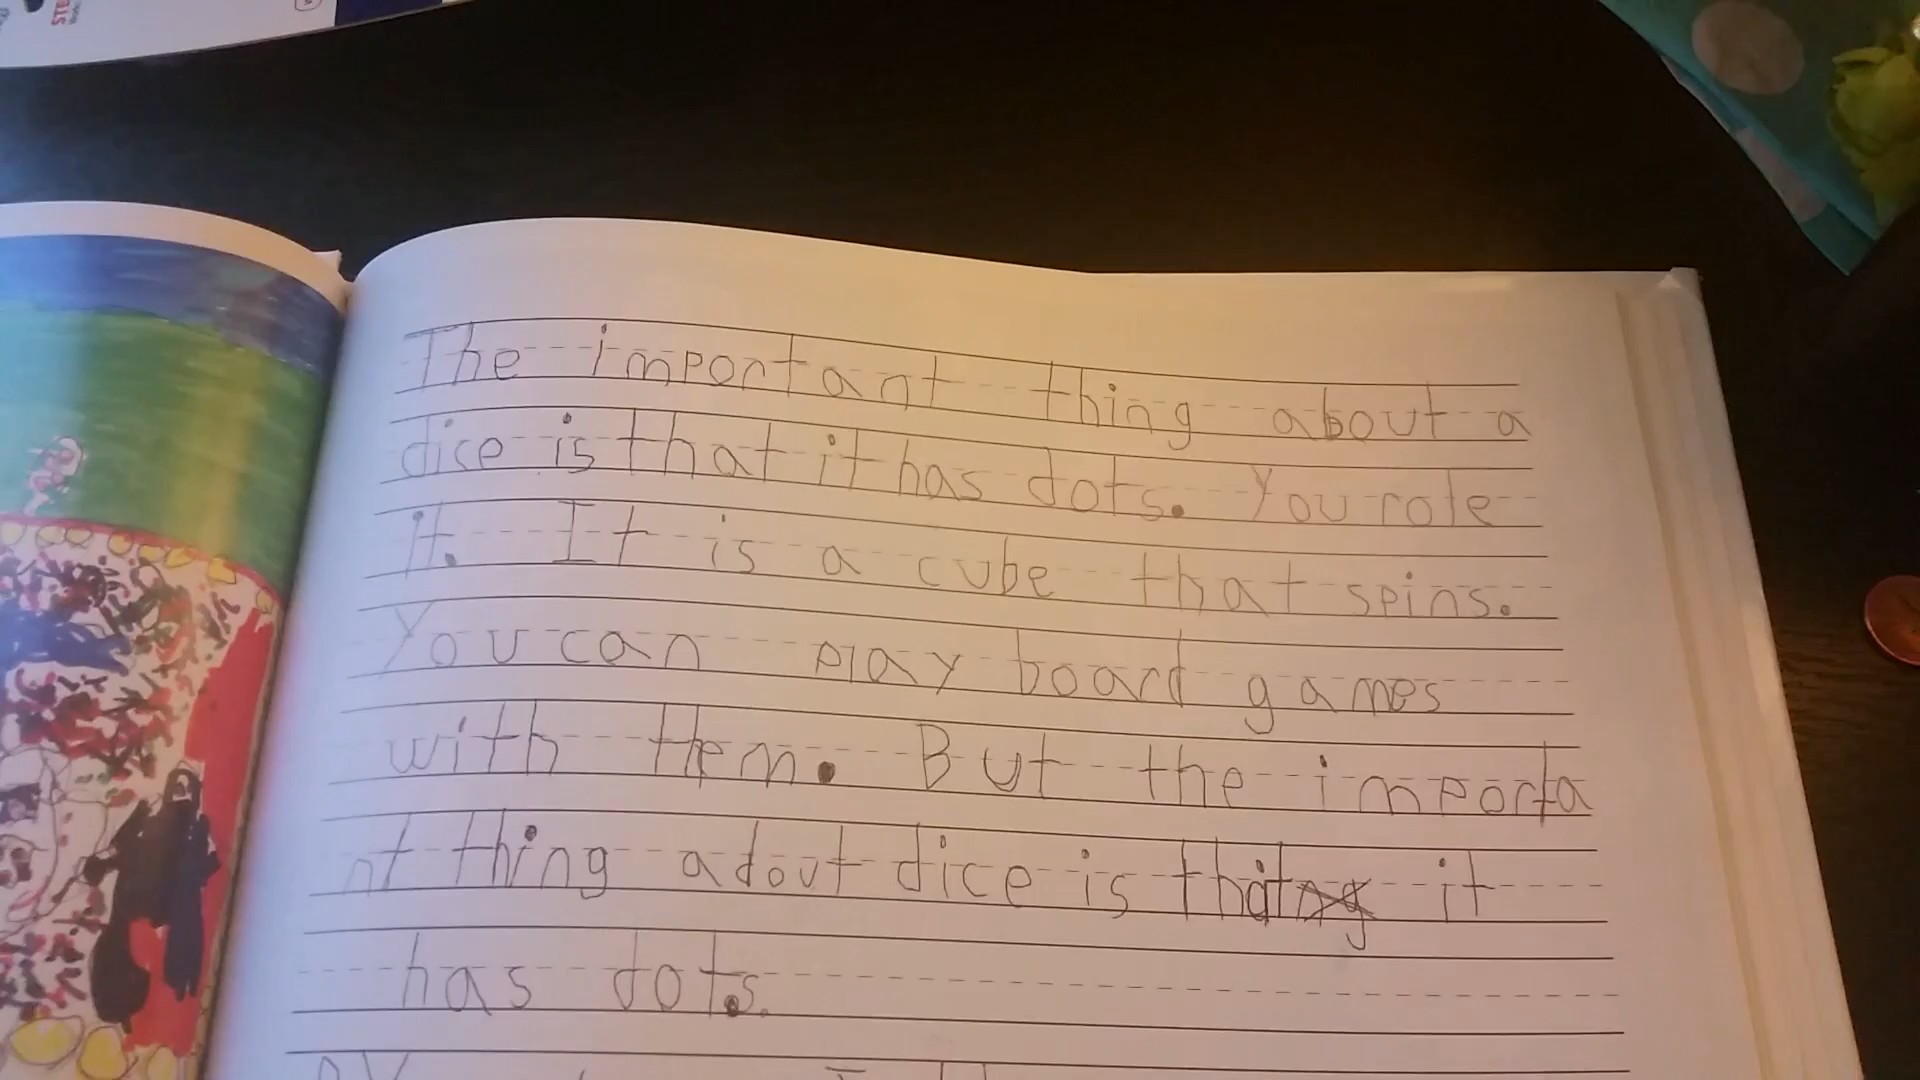 The important thing about a
dice is that it has dots. You role
it. It is a cube that spins.
You can play board games
with them. But the importa
nt thing adout dice is that it
has dots.